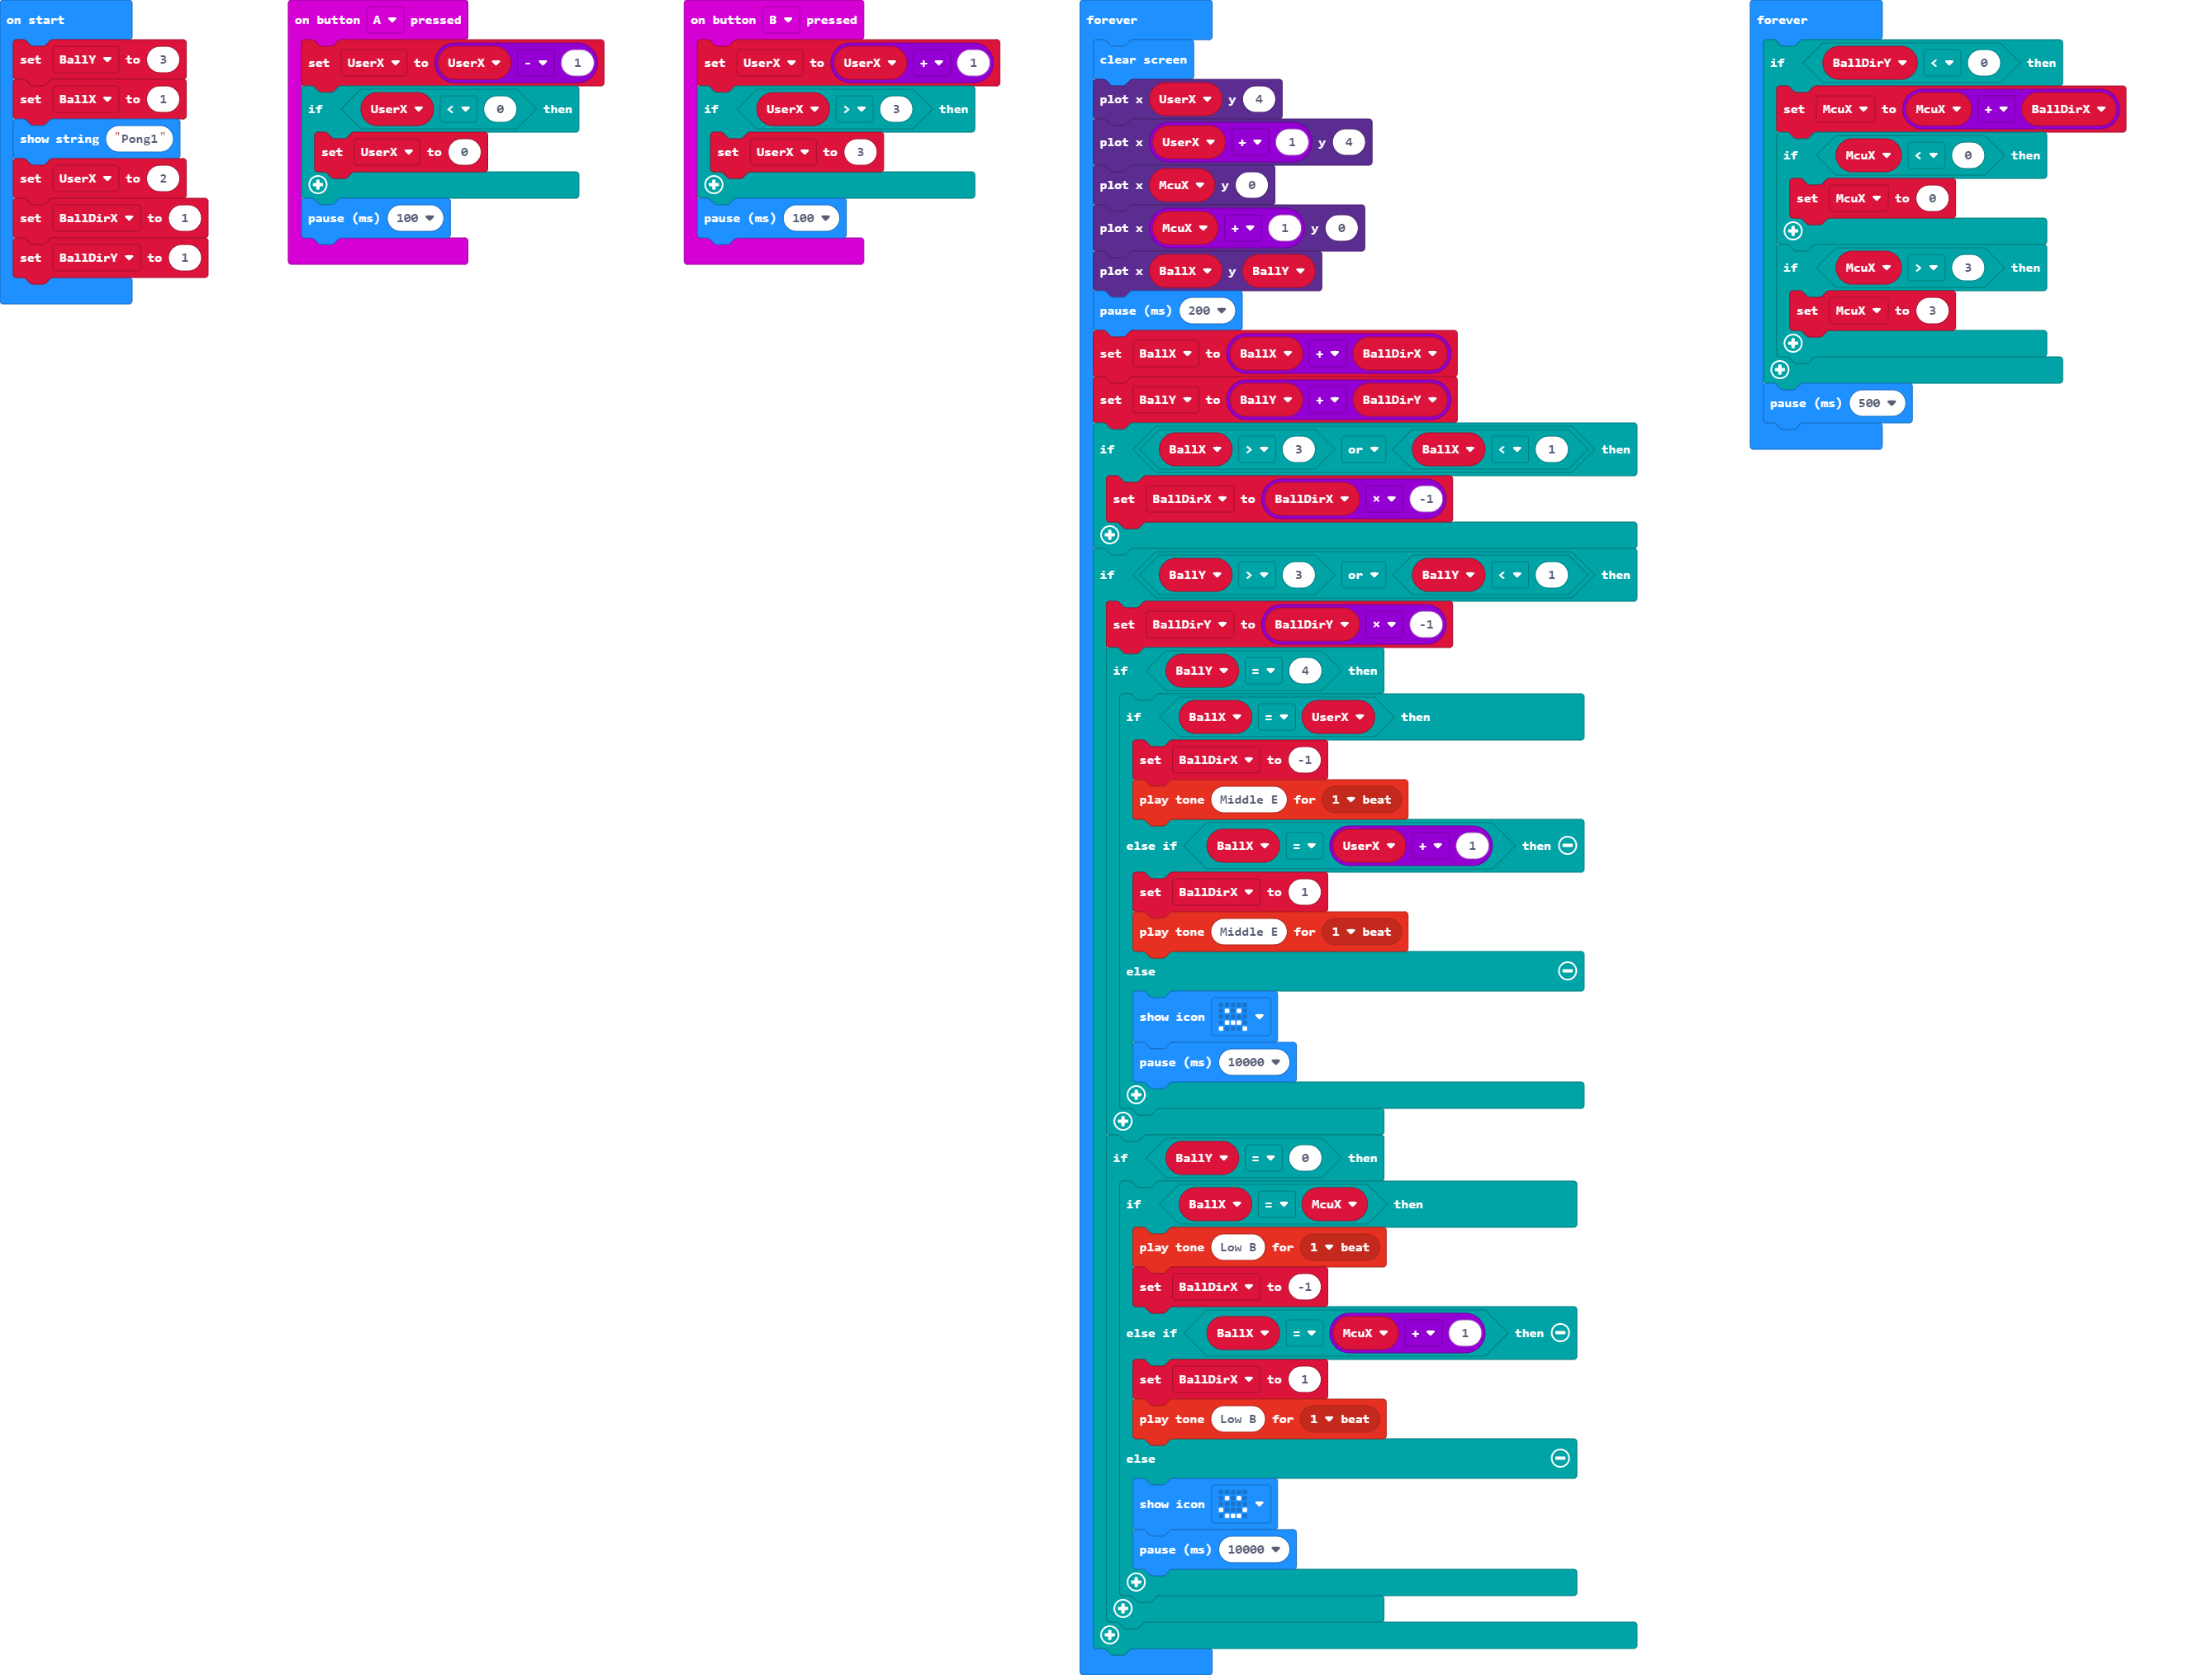 on start
set BallY to 3
set BallX to 1
show string "Pong1"
set UserX to 2
set BallDirX to 1
set BallDirY to 1
on button A pressed
set UserX to UserX - 1
if UserX < 0 then
set UserX to 0
pause (ms) 100
on button B pressed
set UserX to UserX + 1
if UserX > 3 then
set UserX to 3
pause (ms) 100
forever
clear screen
plot x UserX y 4
plot x UserX + 1 y 4
plot x McuX y 0
plot x McuX + 1 y 0
plot x BallX y BallY
pause (ms) 200
set BallX to BallX + BallDirX
set BallY to BallY + BallDirY
if BallX > 3 or BallX < 1 then
set BallDirX to BallDirX × -1
if BallY > 3 or BallY < 1 then
set BallDirY to BallDirY × -1
if BallY = 4 then
if BallX = UserX then
set BallDirX to -1
play tone Middle E for 1 beat
else if BallX = UserX + 1 then
set BallDirX to 1
play tone Middle E for 1 beat
else
show icon
pause (ms) 10000
if BallY = 0 then
if BallX = McuX then
play tone Low B for 1 beat
set BallDirX to -1
else if BallX = McuX + 1 then
set BallDirX to 1
play tone Low B for 1 beat
else
show icon
pause (ms) 10000
forever
if BallDirY < 0 then
set McuX to McuX + BallDirX
if McuX < 0 then
set McuX to 0
if McuX > 3 then
set McuX to 3
pause (ms) 500